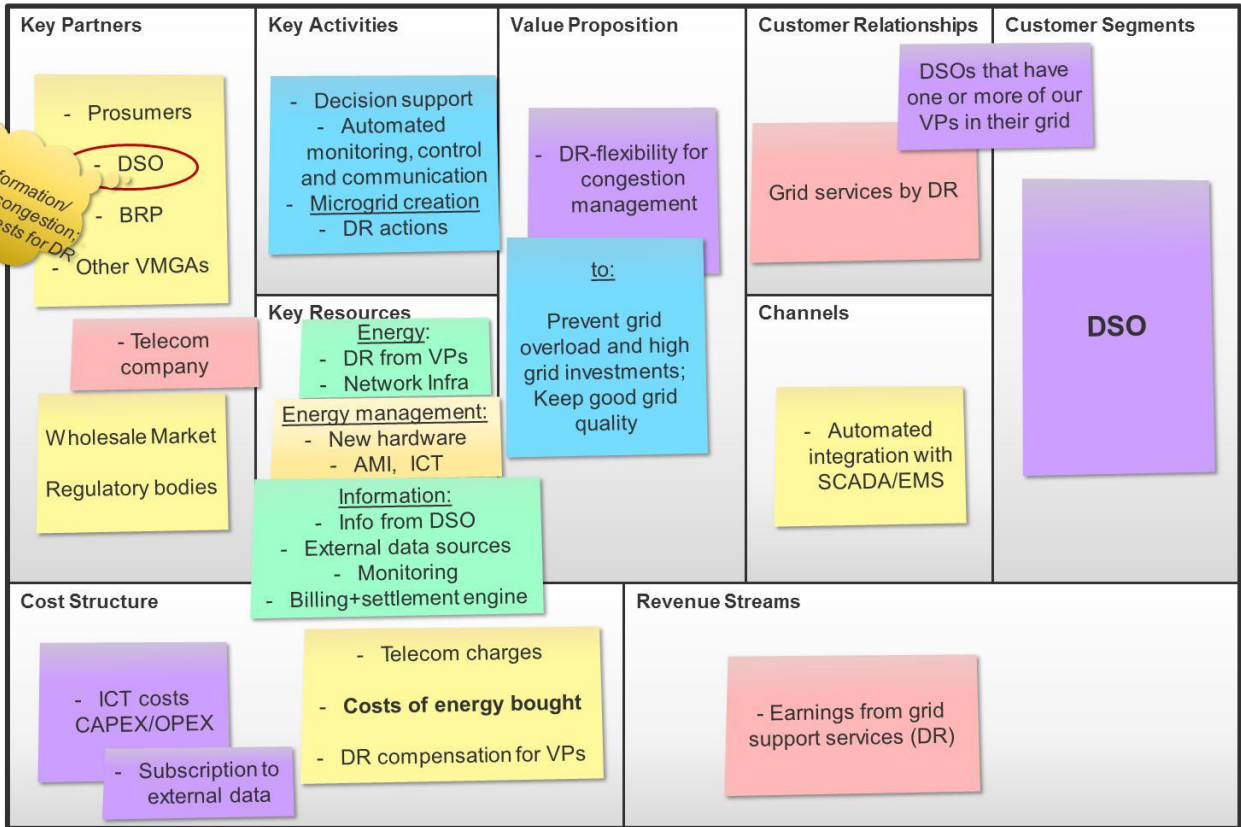 Key Partners
- Prosumers
- DSO
- BRP
- Other VMGAs
formation/
congestion;
ests for DR
- Telecom
company
Wholesale Market
Regulatory bodies
Key Activities
- Decision support
- Automated
monitoring, control
and communication
- Microgrid creation
- DR actions
Key Resources
Energy:
- DR from VPs
- Network Infra
Energy management:
- New hardware
- AMI, ICT
Information:
- Info from DSO
- External data sources
- Monitoring
- Billing+settlement engine
Value Proposition
- DR-flexibility for
congestion
management
to:
Prevent grid
overload and high
grid investments;
Keep good grid
quality
Customer Relationships
Grid services by DR
Channels
- Automated
integration with
SCADA/EMS
Customer Segments
DSOs that have
one or more of our
VPs in their grid
DSO
Cost Structure
- ICT costs
CAPEX/OPEX
- Subscription to
external data
- Telecom charges
- Costs of energy bought
- DR compensation for VPs
Revenue Streams
- Earnings from grid
support services (DR)